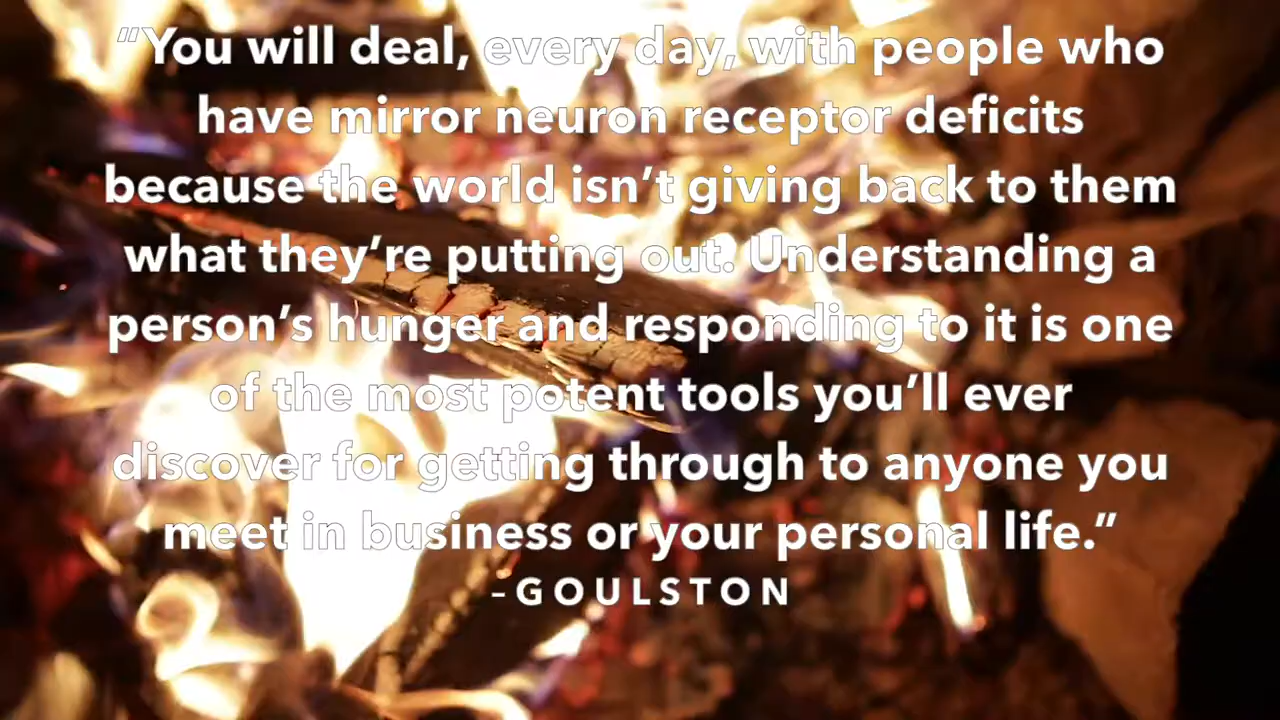 “You will deal, every day, with people who
have mirror neuron receptor deficits
because the world isn’t giving back to them
what they’re putting out. Understanding a
person’s hunger and responding to it is one
of the most potent tools you’ll ever
discover for getting through to anyone you
meet in business or your personal life.”
-GOULSTON